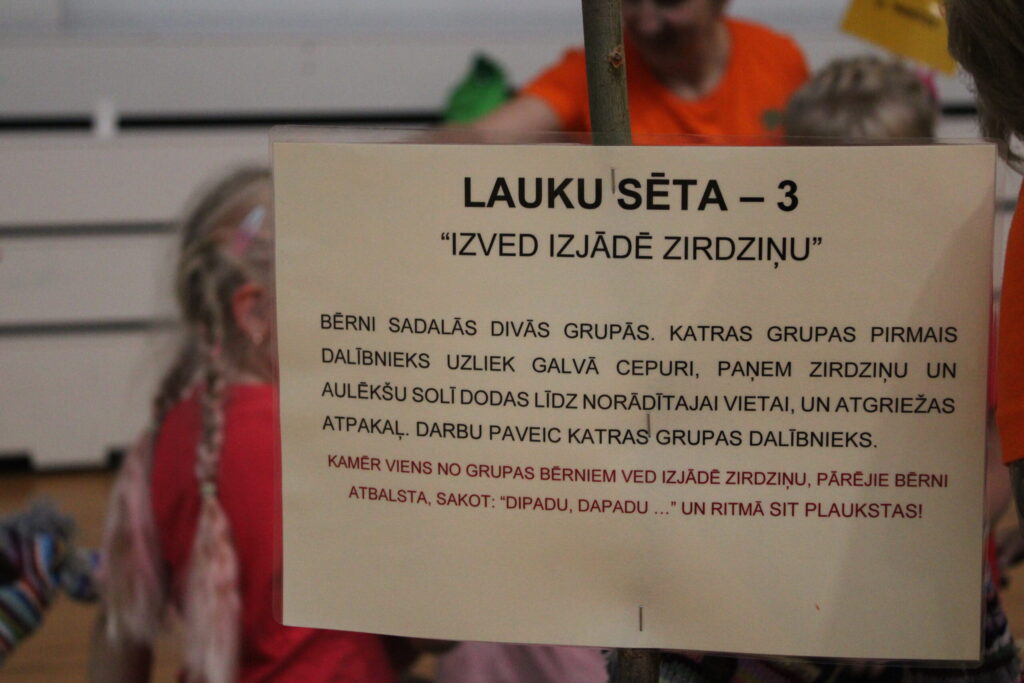 LAUKU SĒTA – 3
“IZVED IZJĀDĒ ZIRDZIŅU”
BĒRNI SADALĀS DIVĀS GRUPĀS. KATRAS GRUPAS PIRMAIS
DALĪBNIEKS UZLIEK GALVĀ CEPURI, PAŅEM ZIRDZIŅU UN
AULĒKŠU SOLĪ DODAS LĪDZ NORĀDĪTAJAI VIETAI, UN ATGRIEŽAS
ATPAKAĻ. DARBU PAVEIC KATRAS GRUPAS DALĪBNIEKS.
KAMĒR VIENS NO GRUPAS BĒRNIEM VED IZJĀDĒ ZIRDZIŅU, PĀRĒJIE BĒRNI
ATBALSTA, SAKOT: “DIPADU, DAPADU ...” UN RITMĀ SIT PLAUKSTAS!